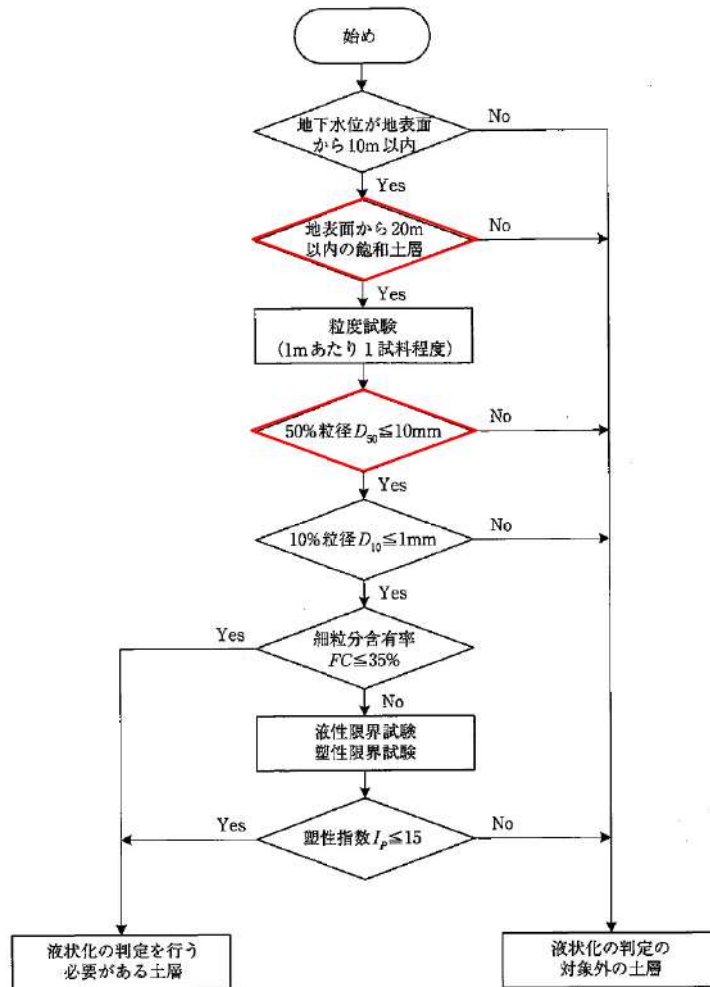 始め
地下水位が地表面
から10m以内
No
Yes
地表面から20m
以内の飽和土層
No
Yes
粒度試験
(1mあたり1試料程度)
50%粒径D50≦10mm
No
Yes
10%粒径D10≦1mm
No
Yes
細粒分含有率
FC≦35%
Yes
No
液性限界試験
塑性限界試験
塑性指数IP≦15
Yes
No
液状化の判定を行う
必要がある土層
液状化の判定の
対象外の土層